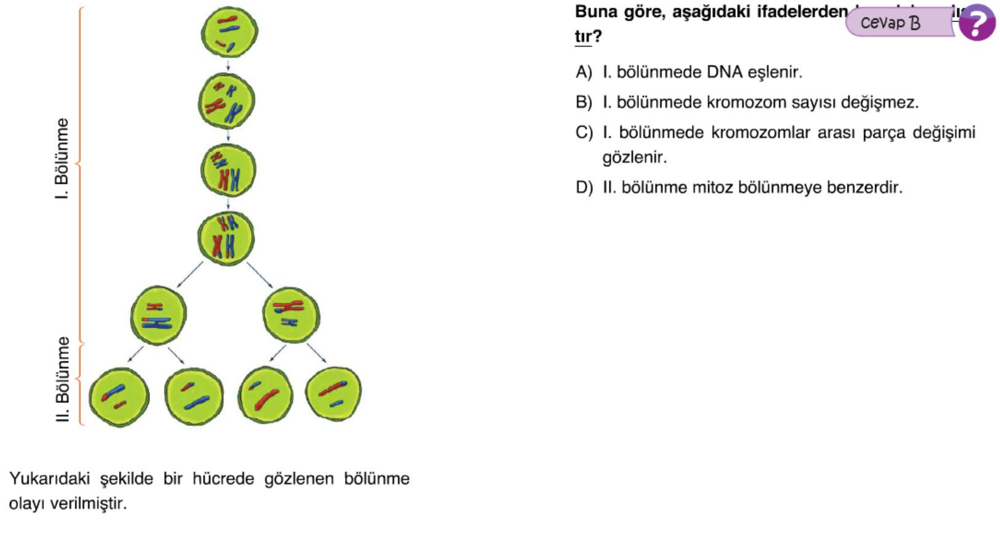 I. Bölünme
II. Bölünme
Yukarıdaki şekilde bir hücrede gözlenen bölünme
olayı verilmiştir.
Buna göre, aşağıdaki ifadelerden
tır?
cevap B
?
A) I. bölünmede DNA eşlenir.
B) I. bölünmede kromozom sayısı değişmez.
C) I. bölünmede kromozomlar arası parça değişimi
gözlenir.
D) II. bölünme mitoz bölünmeye benzerdir.